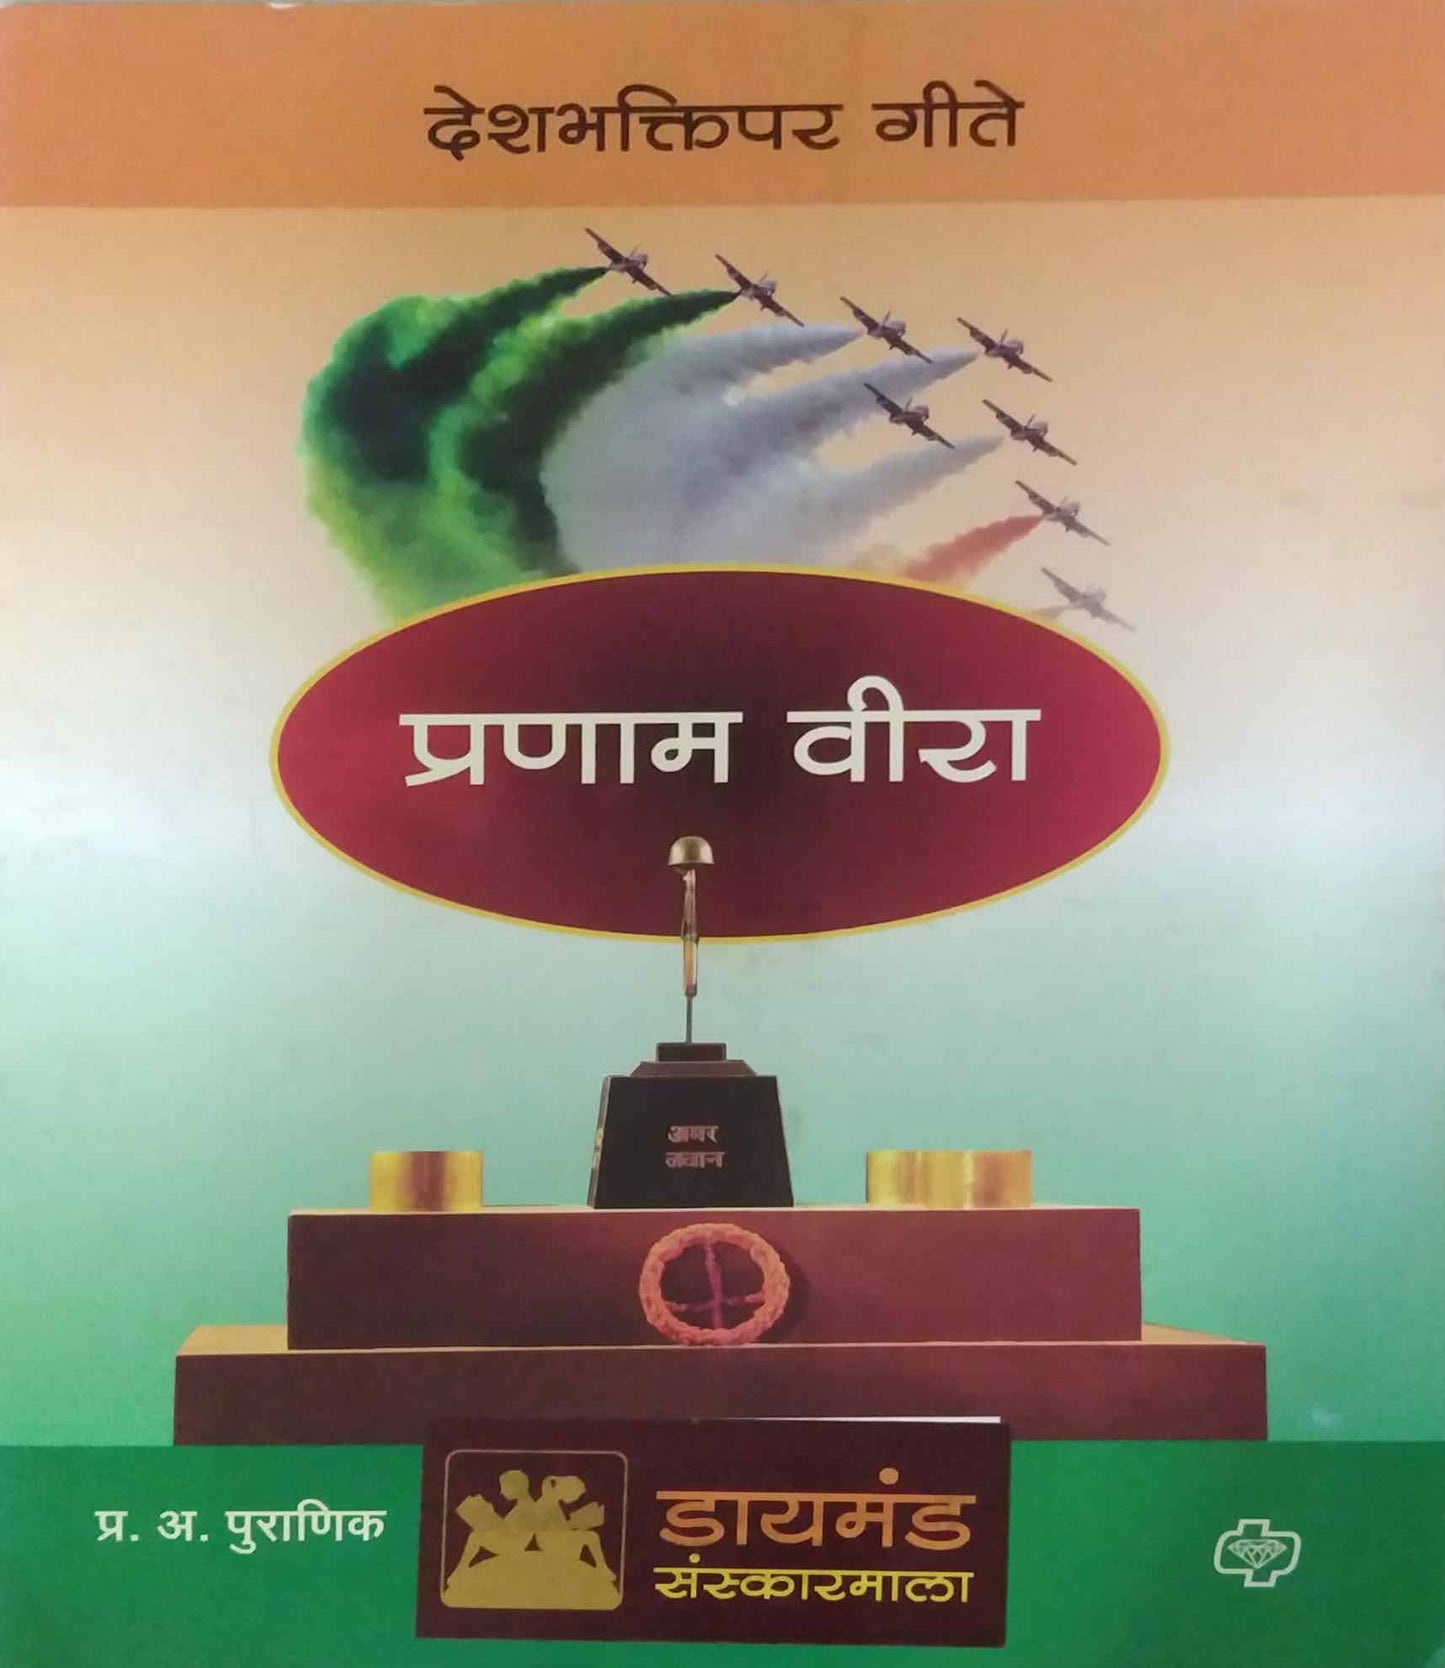 देशभक्तिपर गीते
प्रणाम वीरा
अमर
जवान
प्र. अ. पुराणिक
डायमंड
संस्कारमाला